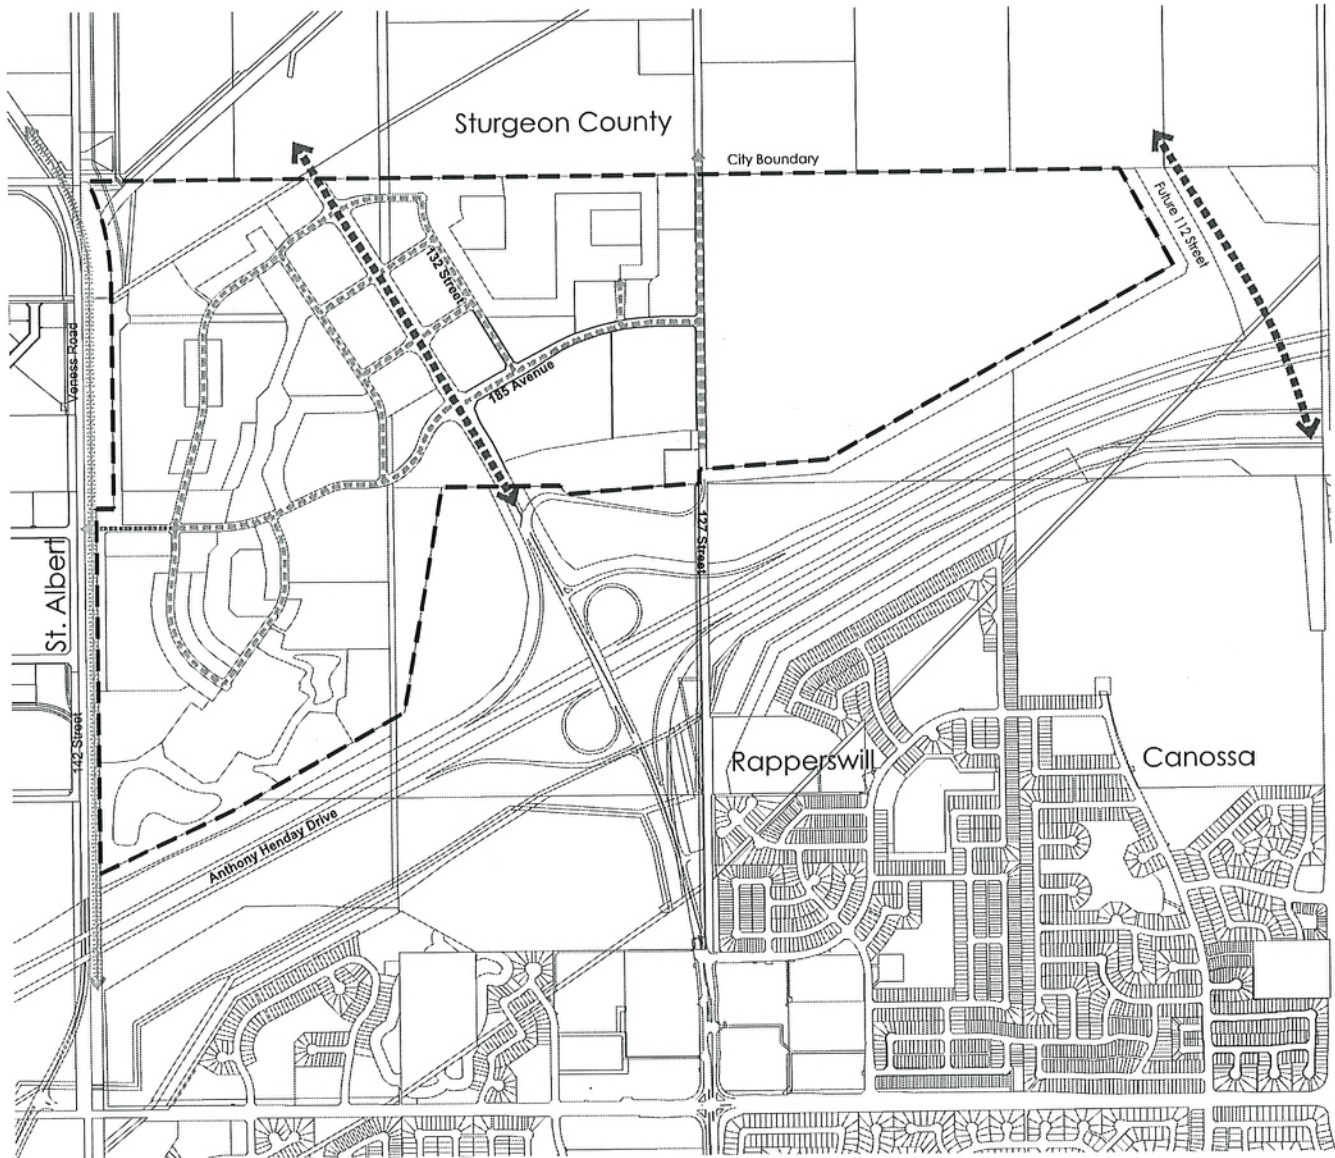 Sturgeon County
City Boundary
Future 112 Street
132 Street
Veness Road
185 Avenue
127 Street
St. Albert
142 Street
Rapperswill
Canossa
Anthony Henday Drive